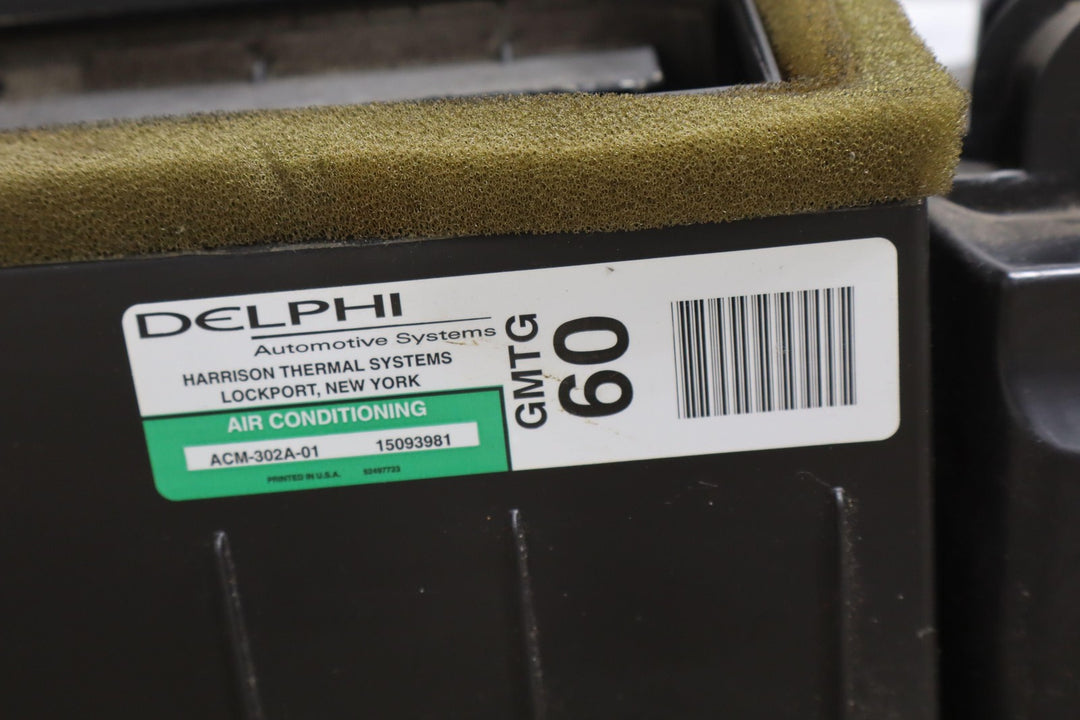 DELPHI
Automotive Systems
HARRISON THERMAL SYSTEMS
LOCKPORT, NEW YORK
AIR CONDITIONING
ACM-302A-01 15093981
PRINTED IN U.S.A. 52497723
GMTG
60